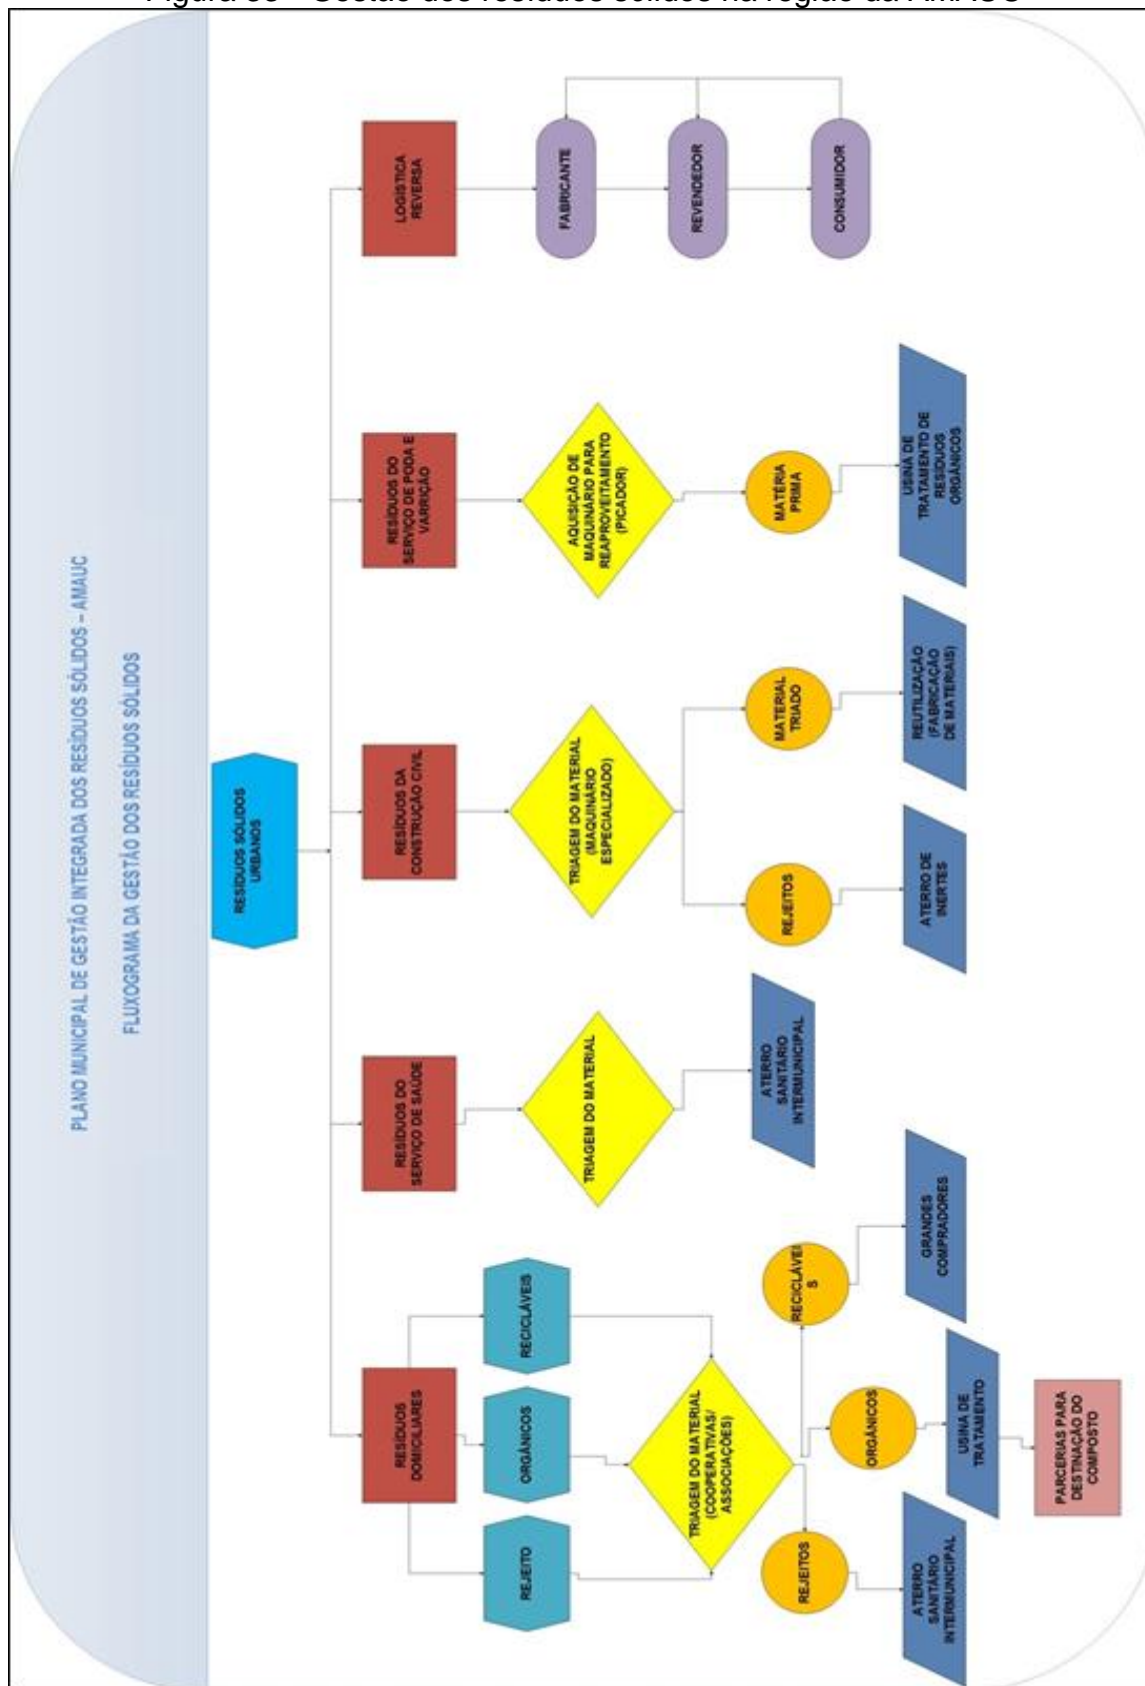 Figura - Gestão dos resíduos sólidos na região da AMAUC
PLANO MUNICIPAL DE GESTÃO INTEGRADA DOS RESÍDUOS SÓLIDOS – AMAUC
FLUXOGRAMA DA GESTÃO DOS RESÍDUOS SÓLIDOS
RESÍDUOS SÓLIDOS
URBANOS
RESÍDUOS
DOMICILIARES
RESÍDUOS DO
SERVIÇO DE SAÚDE
RESÍDUOS DA
CONSTRUÇÃO CIVIL
RESÍDUOS DO
SERVIÇO DE PODA E
VARRIÇÃO
LOGÍSTICA
REVERSA
REJEITO
ORGÂNICOS
RECICLÁVEIS
TRIAGEM DO MATERIAL
(COOPERATIVAS/
ASSOCIAÇÕES)
TRIAGEM DO MATERIAL
TRIAGEM DO MATERIAL
(MAQUINÁRIO
ESPECIALIZADO)
AQUISIÇÃO DE
MAQUINÁRIO PARA
REAPROVEITAMENTO
(PICADOR)
FABRICANTE
REVENDEDOR
CONSUMIDOR
REJEITOS
ORGÂNICOS
RECICLÁVEI
S
ATERRO
SANITÁRIO
INTERMUNICIPAL
REJEITOS
MATERIAL
TRIADO
MATÉRIA
PRIMA
ATERRO
SANITÁRIO
INTERMUNICIPAL
USINA DE
TRATAMENTO
GRANDES
COMPRADORES
ATERRO DE
INERTES
REUTILIZAÇÃO
(FABRICAÇÃO
DE MATERIAIS)
USINA DE
TRATAMENTO DE
RESÍDUOS
ORGÂNICOS
PARCERIAS PARA
DESTINAÇÃO DO
COMPOSTO